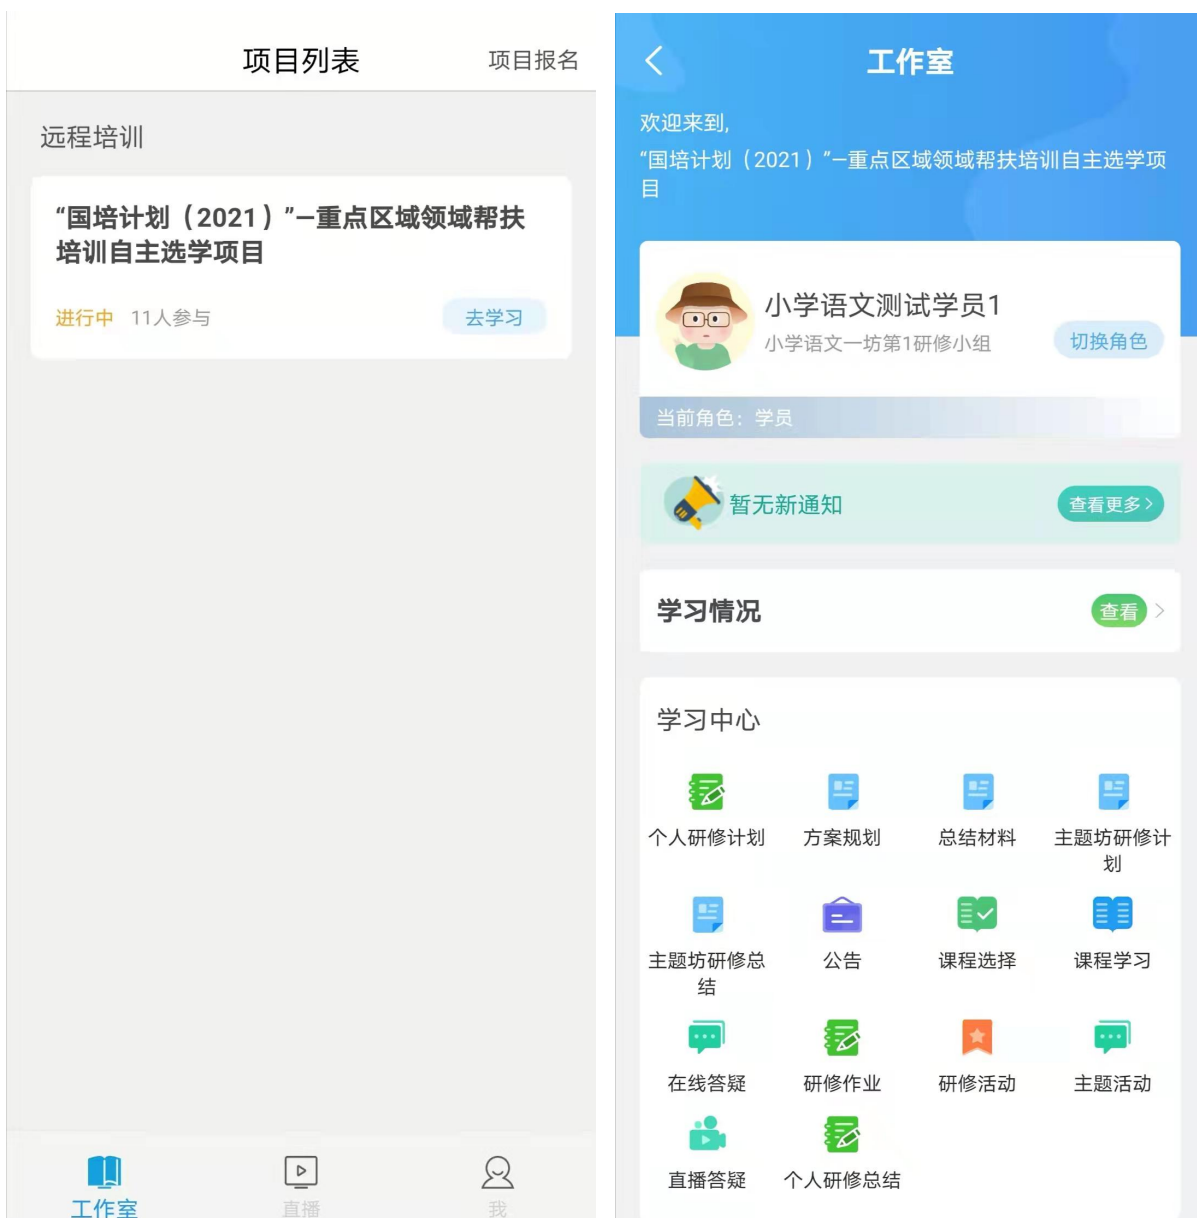 项目列表
项目报名
远程培训
“国培计划（2021）”—重点区域领域帮扶
培训自主选学项目
进行中 11人参与
去学习
工作室
直播
我
工作室
欢迎来到,
“国培计划（2021）”—重点区域领域帮扶培训自主选学项
目
小学语文测试学员1
小学语文一坊第1研修小组
切换角色
当前角色：学员
暂无新通知
查看更多
学习情况
查看
学习中心
个人研修计划
方案规划
总结材料
主题坊研修计
划
主题坊研修总
结
公告
课程选择
课程学习
在线答疑
研修作业
研修活动
主题活动
直播答疑
个人研修总结